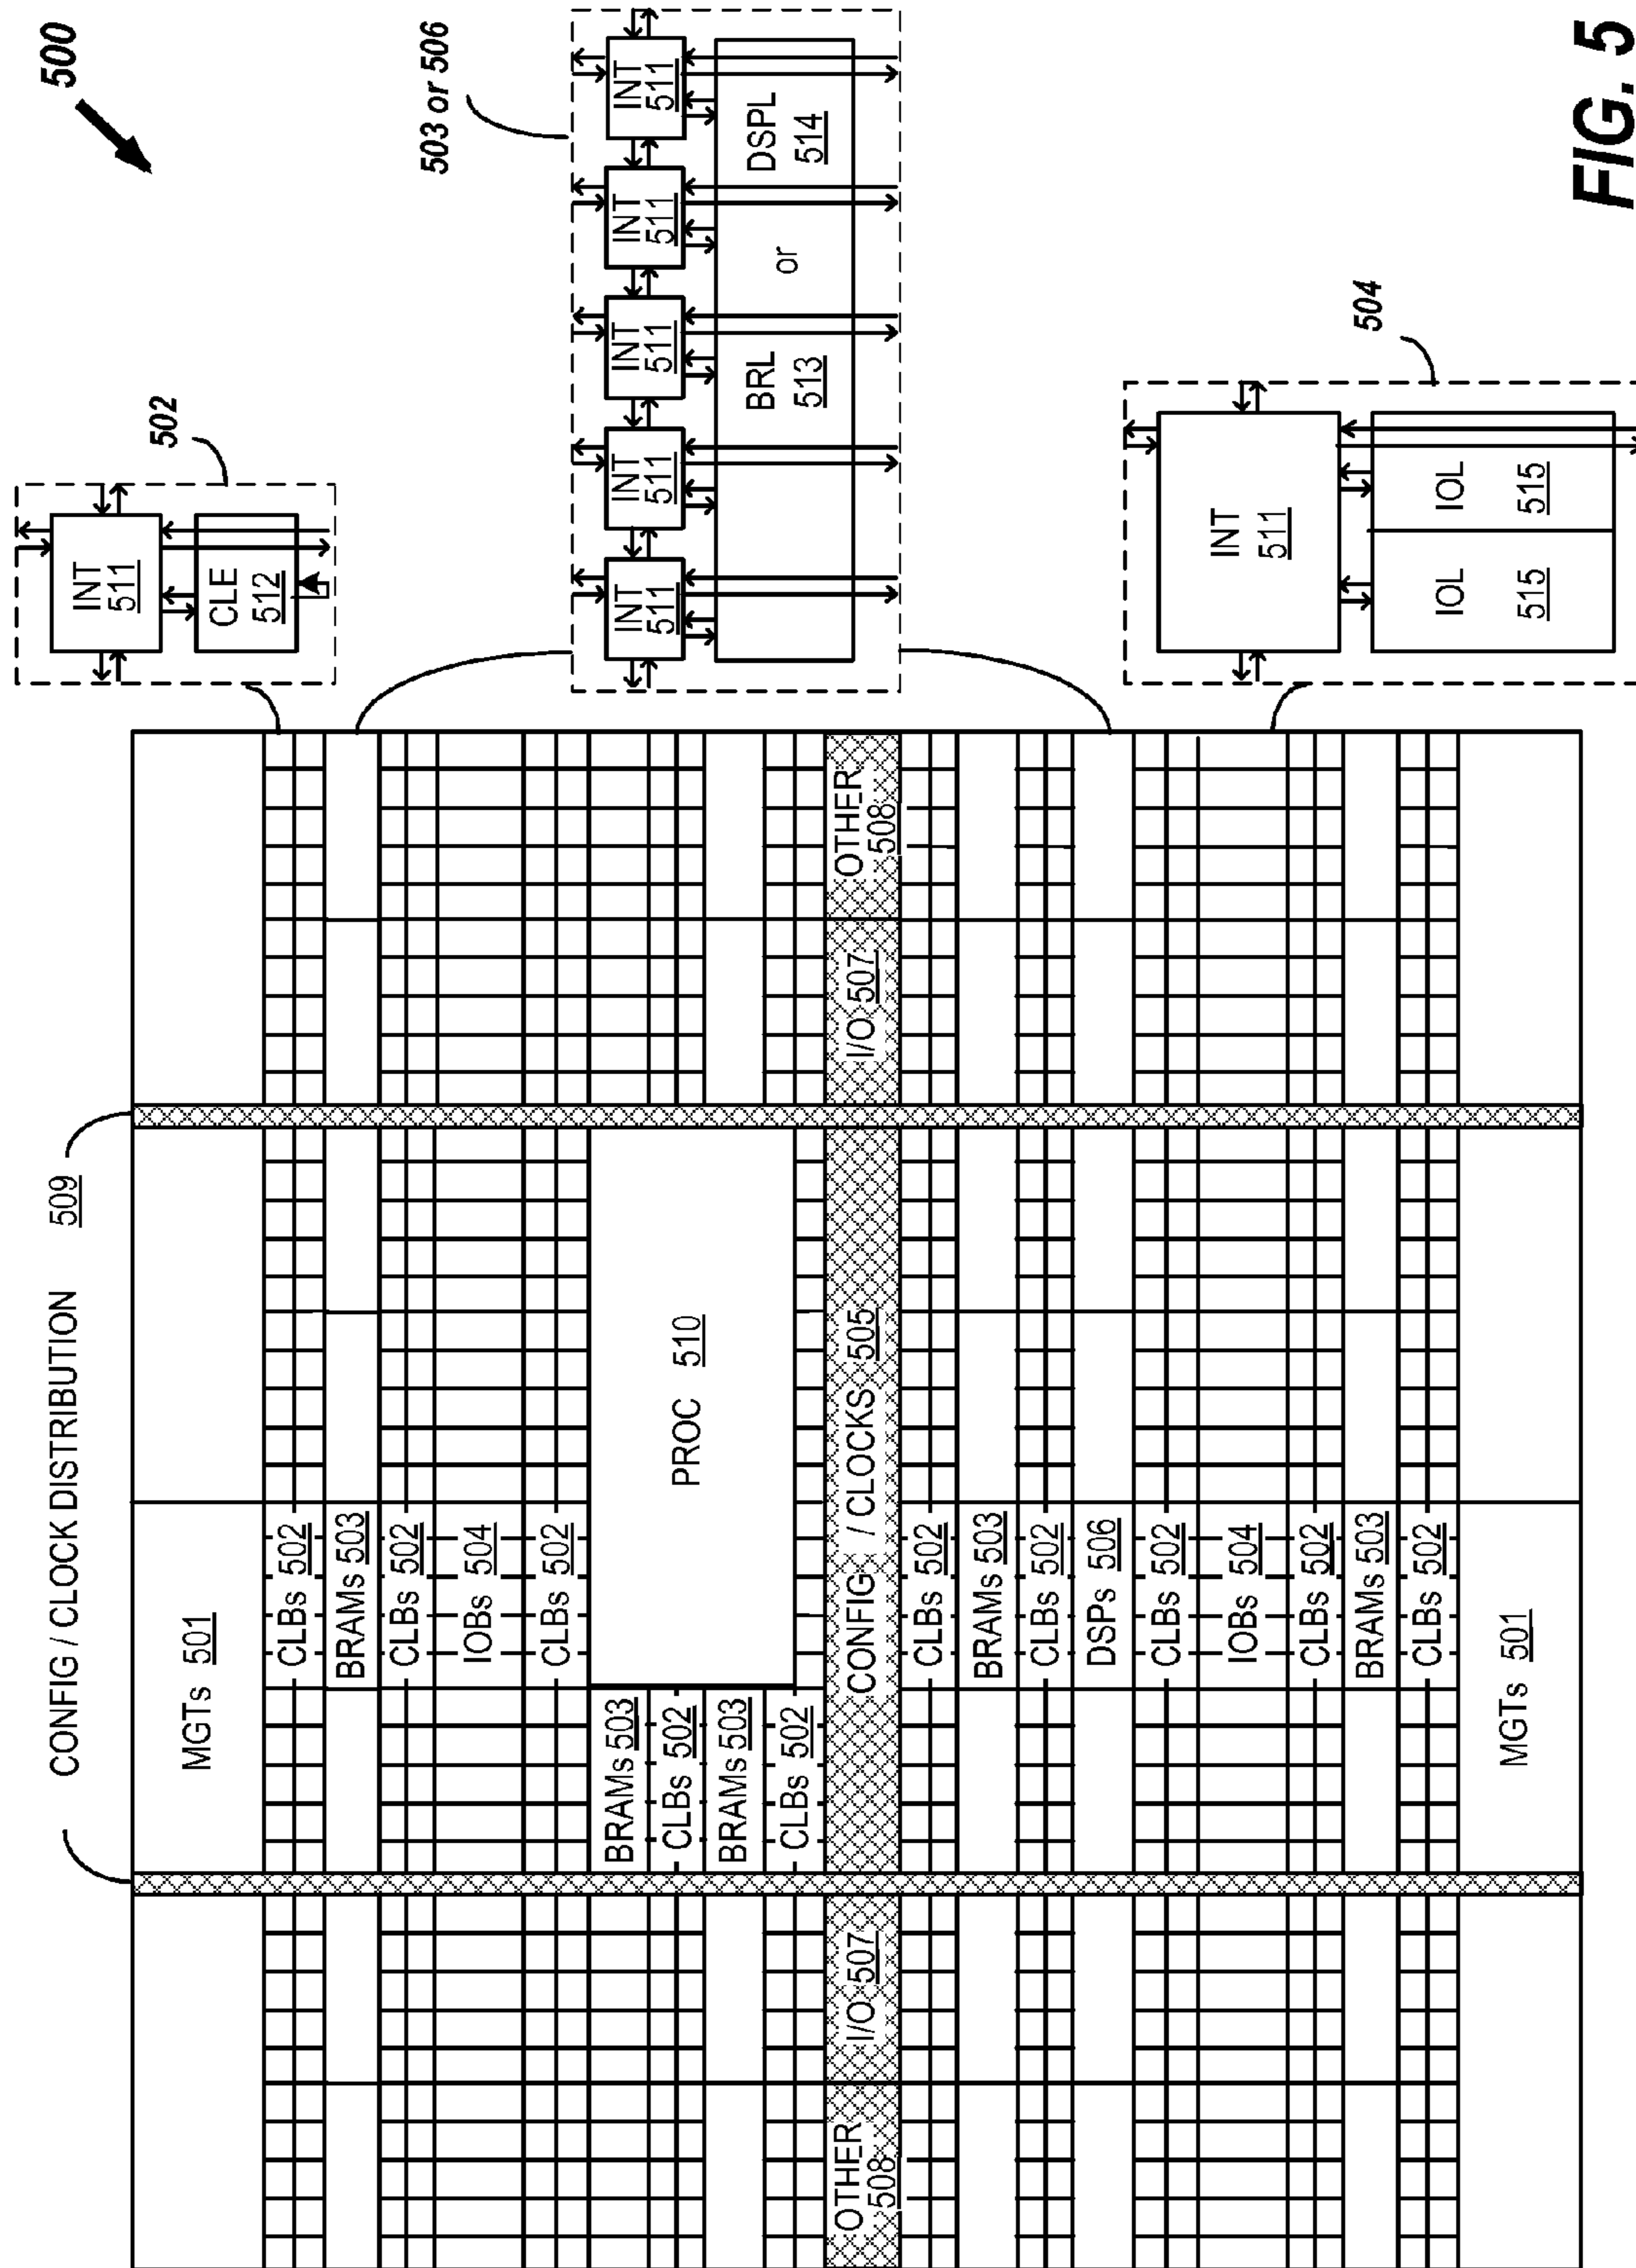 500
CONFIG / CLOCK DISTRIBUTION 509
MGTs 501
CLBs 502
BRAMs 503
CLBs 502
IOBs 504
CLBs 502
BRAMs 503
CLBs 502
BRAMs 503
CLBs 502
PROC 510
OTHER
508
I/O 507
CONFIG / CLOCKS 505
I/O 507
OTHER
508
CLBs 502
BRAMs 503
CLBs 502
DSPs 506
CLBs 502
IOBs 504
CLBs 502
BRAMs 503
CLBs 502
MGTs 501
502
INT
511
CLE
512
503 or 506
INT
511
INT
511
INT
511
INT
511
INT
511
BRL
513
or
DSPL
514
504
INT
511
IOL
515
IOL
515
FIG. 5